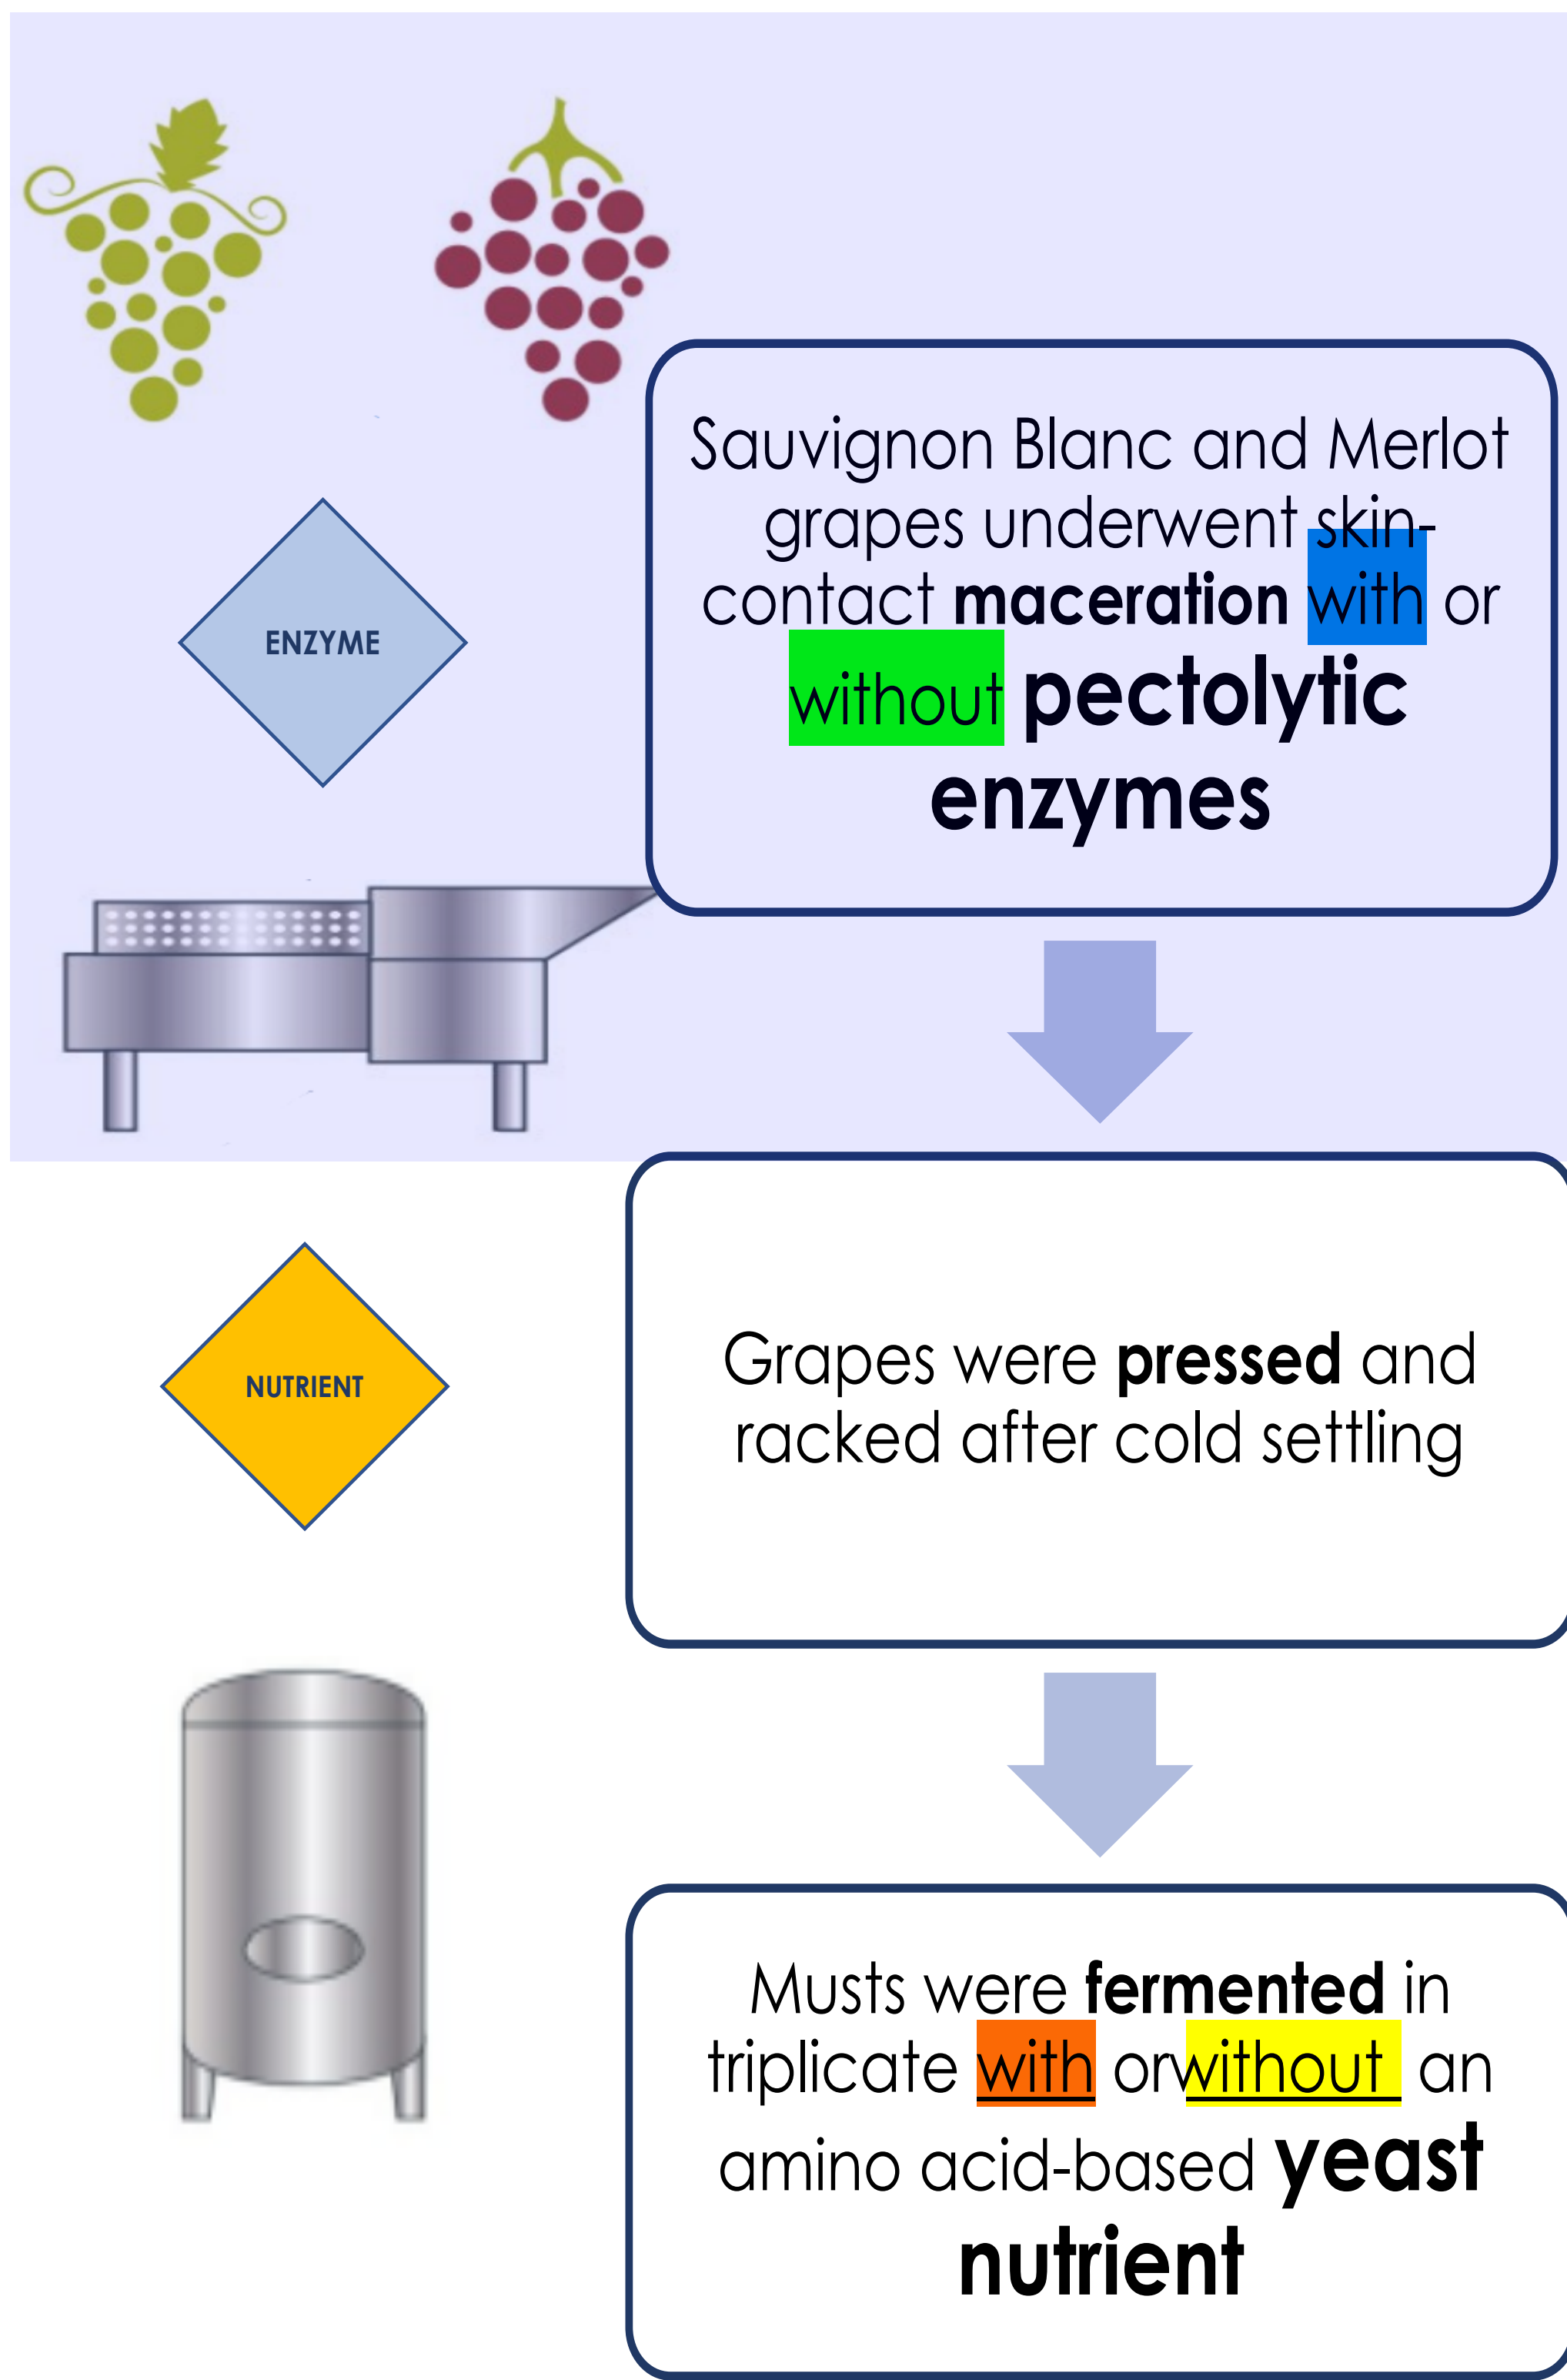 Sauvignon Blanc and Merlot
grapes underwent skin-
contact maceration with or
without pectolytic
enzymes
ENZYME
Grapes were pressed and
racked after cold settling
NUTRIENT
Musts were fermented in
triplicate with or without an
amino acid-based yeast
nutrient